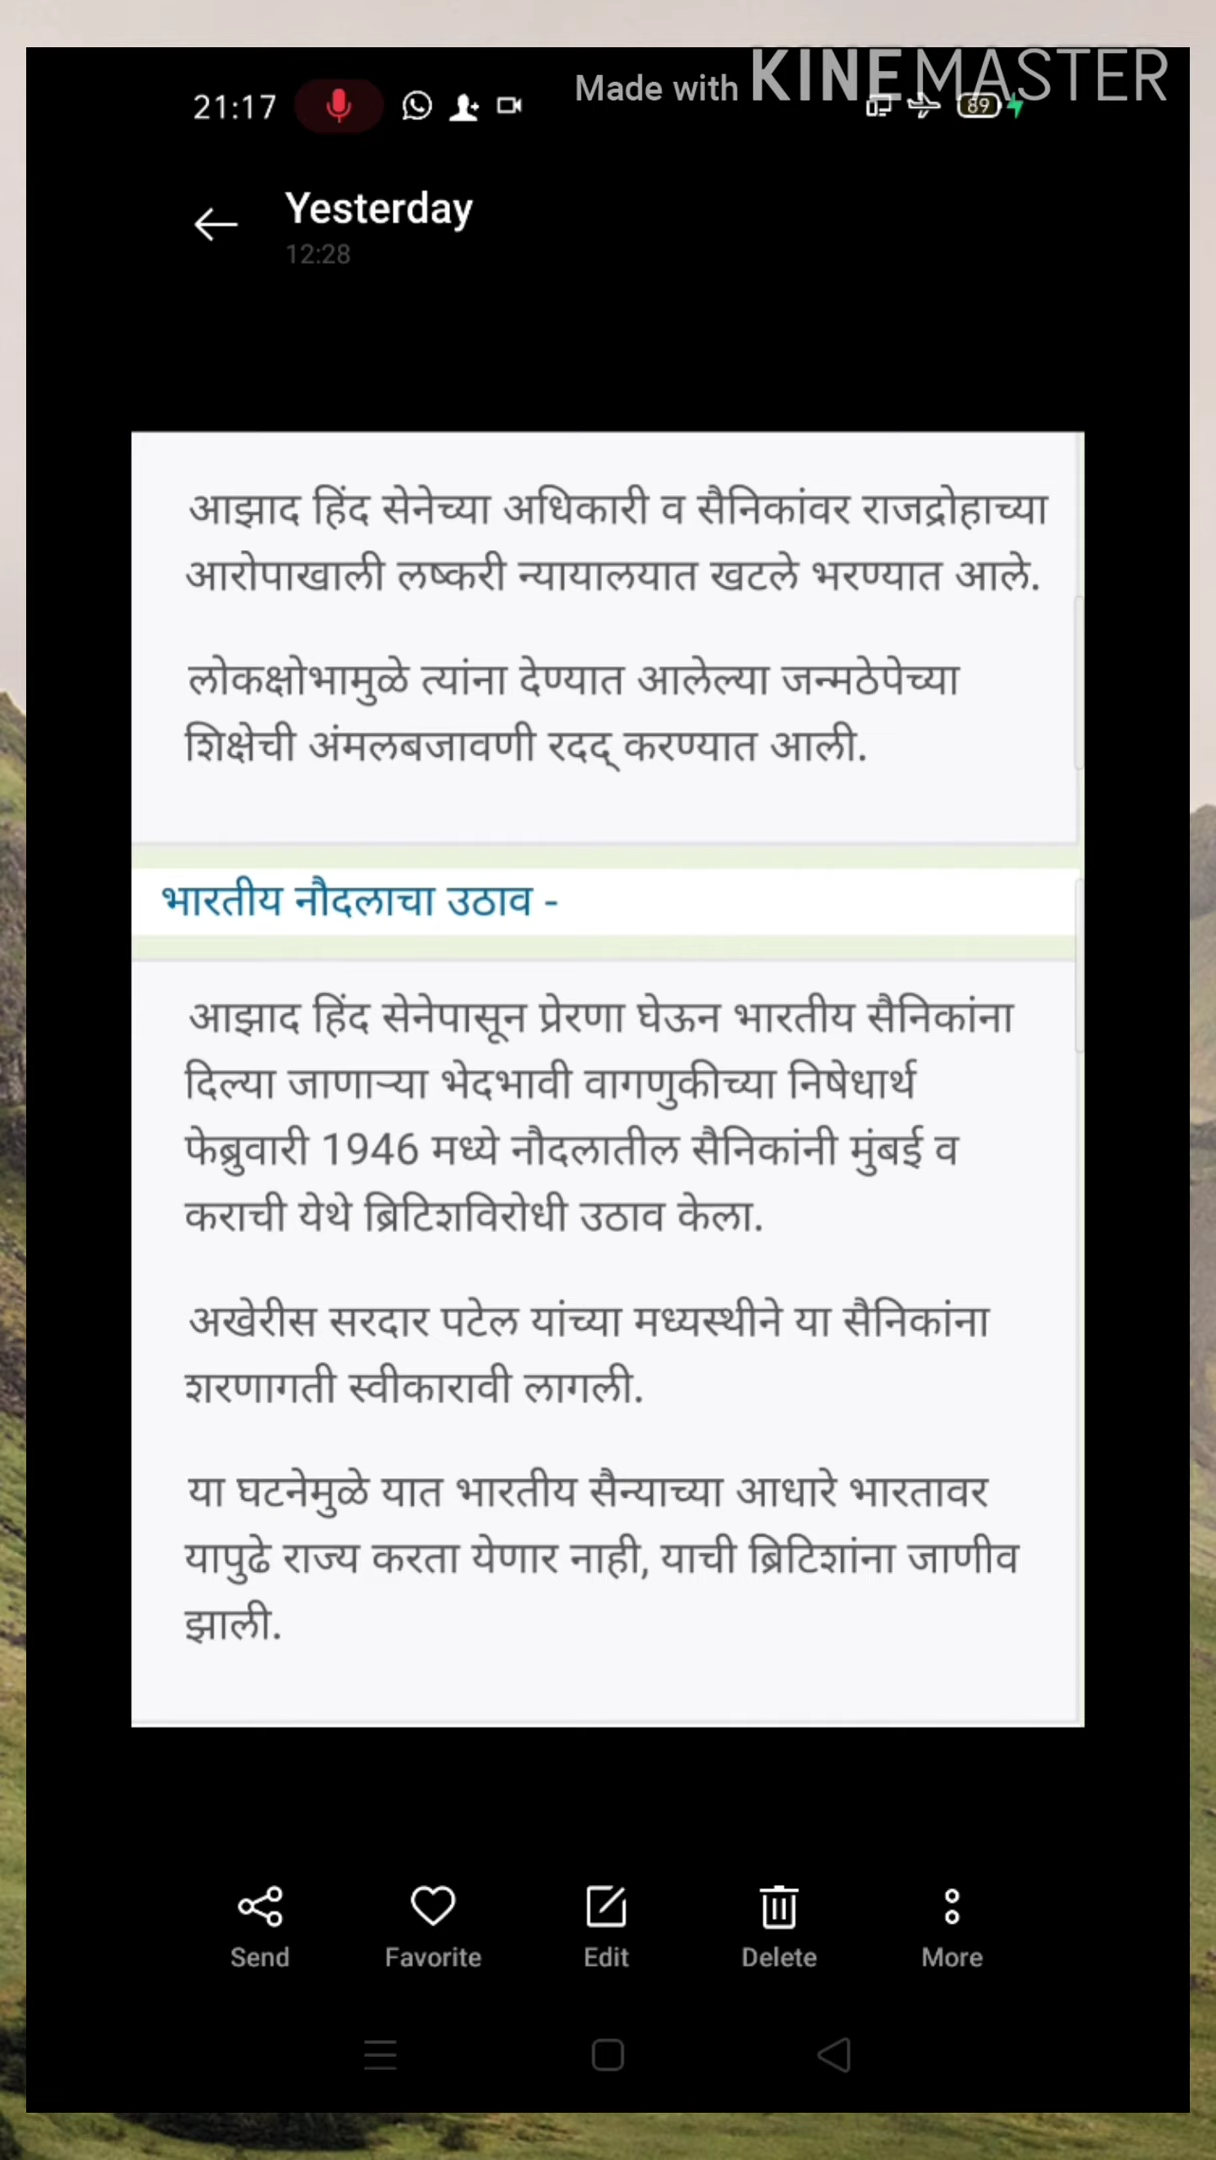 Made with KINEMASTER
21:17
89
Yesterday
12:28
आझाद हिंद सेनेच्या अधिकारी व सैनिकांवर राजद्रोहाच्या
आरोपाखाली लष्करी न्यायालयात खटले भरण्यात आले.
लोकक्षोभामुळे त्यांना देण्यात आलेल्या जन्मठेपेच्या
शिक्षेची अंमलबजावणी रदद् करण्यात आली.
भारतीय नौदलाचा उठाव -
आझाद हिंद सेनेपासून प्रेरणा घेऊन भारतीय सैनिकांना
दिल्या जाणाऱ्या भेदभावी वागणुकीच्या निषेधार्थ
फेब्रुवारी 1946 मध्ये नौदलातील सैनिकांनी मुंबई व
कराची येथे ब्रिटिशविरोधी उठाव केला.
अखेरीस सरदार पटेल यांच्या मध्यस्थीने या सैनिकांना
शरणागती स्वीकारावी लागली.
या घटनेमुळे यात भारतीय सैन्याच्या आधारे भारतावर
यापुढे राज्य करता येणार नाही, याची ब्रिटिशांना जाणीव
झाली.
Send Favorite Edit Delete More